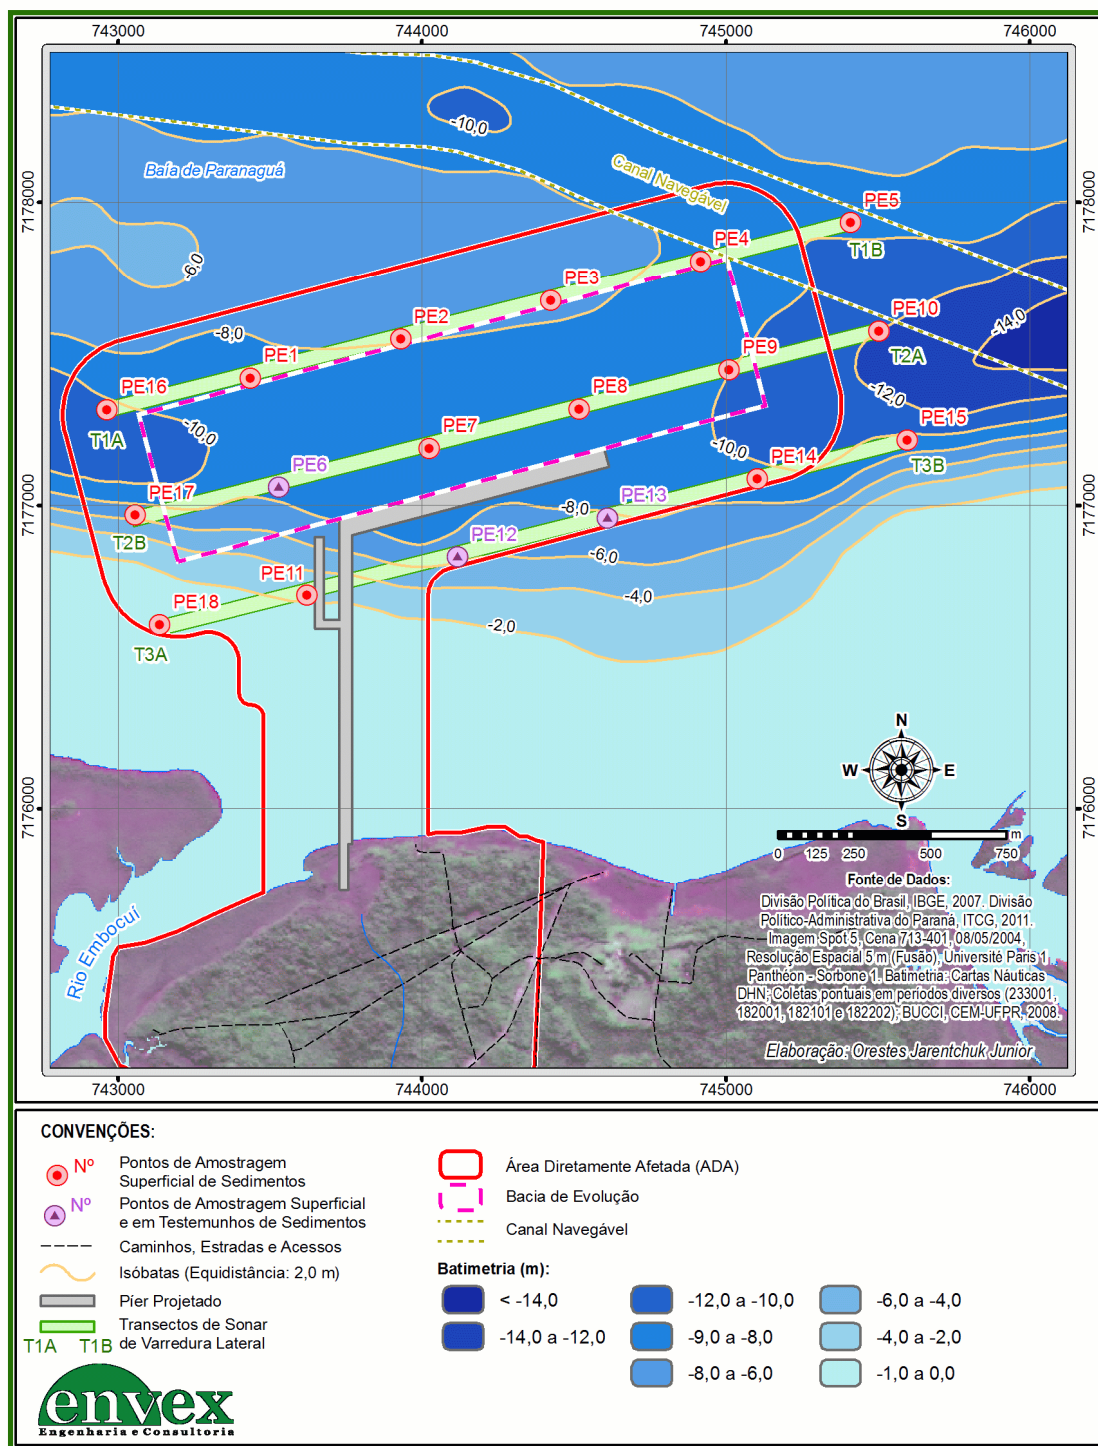 743000 744000 745000 746000
-10,0
Baía de Paranaguá
Canal Navegável
7178000 7178000
PE5
PE4
T1B
-6,0
PE3
PE10
-14,0
PE2
-8,0
PE1
T2A
PE9
PE16
-12,0
PE8
PE15
T1A
-10,0
PE7
-10,0
PE14
T3B
PE6
PE17
PE13
7177000 7177000
-8,0
T2B
PE12
-6,0
PE11
-4,0
PE18
-2,0
T3A
N
W E
S
7176000 7176000
m
0 125 250 500 750
Fonte de Dados:
Divisão Política do Brasil, IBGE, 2007. Divisão
Político-Administrativa do Paraná, ITCG, 2011.
Imagem Spot 5, Cena 713-401, 08/05/2004,
Resolução Espacial 5 m (Fusão), Université Paris 1
Panthéon - Sorbone 1. Batimetria: Cartas Náuticas
DHN; Coletas pontuais em períodos diversos (233001,
182001, 182101 e 182202); BUCCI, CEM-UFPR, 2008.
Rio Embocuí
Elaboração: Orestes Jarentchuk Junior
743000 744000 745000 746000
CONVENÇÕES:
Nº Pontos de Amostragem
Superficial de Sedimentos
Nº Pontos de Amostragem Superficial
e em Testemunhos de Sedimentos
Caminhos, Estradas e Acessos
Isóbatas (Equidistância: 2,0 m)
Píer Projetado
Transectos de Sonar
T1A T1B de Varredura Lateral
Área Diretamente Afetada (ADA)
Bacia de Evolução
Canal Navegável
Batimetria (m):
< -14,0
-14,0 a -12,0
-12,0 a -10,0
-9,0 a -8,0
-8,0 a -6,0
-6,0 a -4,0
-4,0 a -2,0
-1,0 a 0,0
envex
Engenharia e Consultoria